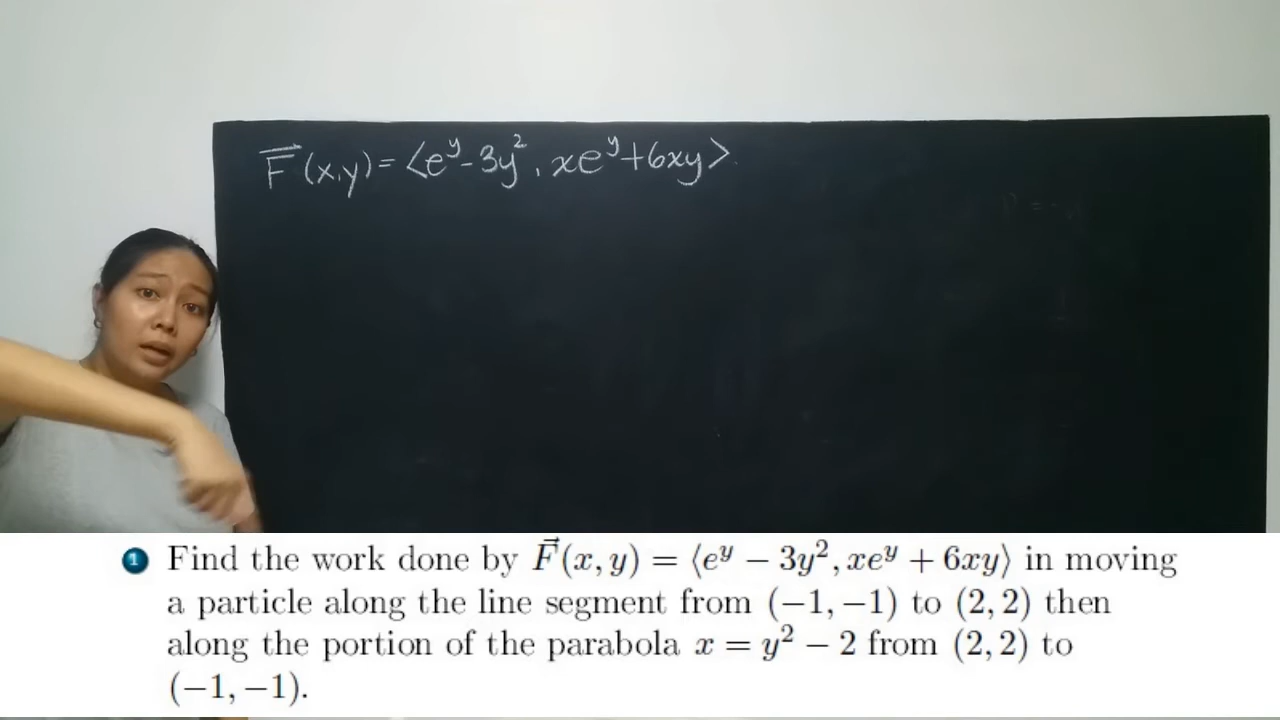 F⃗(x,y)=⟨e^y-3y^2, xe^y+6xy⟩
1 Find the work done by F⃗(x, y) = ⟨e^y − 3y^2, xe^y + 6xy⟩ in moving
a particle along the line segment from (−1, −1) to (2, 2) then
along the portion of the parabola x = y^2 − 2 from (2, 2) to
(−1, −1).